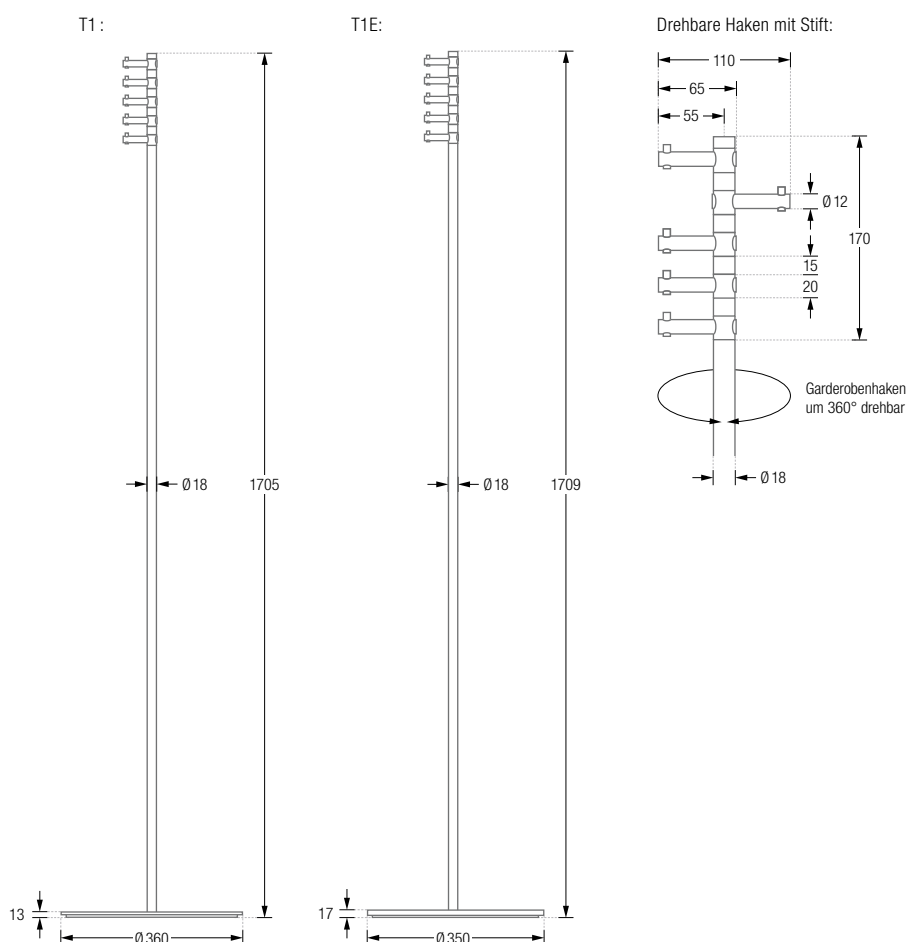 T1 :
Ø 18
1705
13
Ø 360
T1E:
Ø 18
1709
17
Ø 350
Drehbare Haken mit Stift:
110
65
55
Ø 12
170
15
20
Garderobenhaken
um 360° drehbar
Ø 18